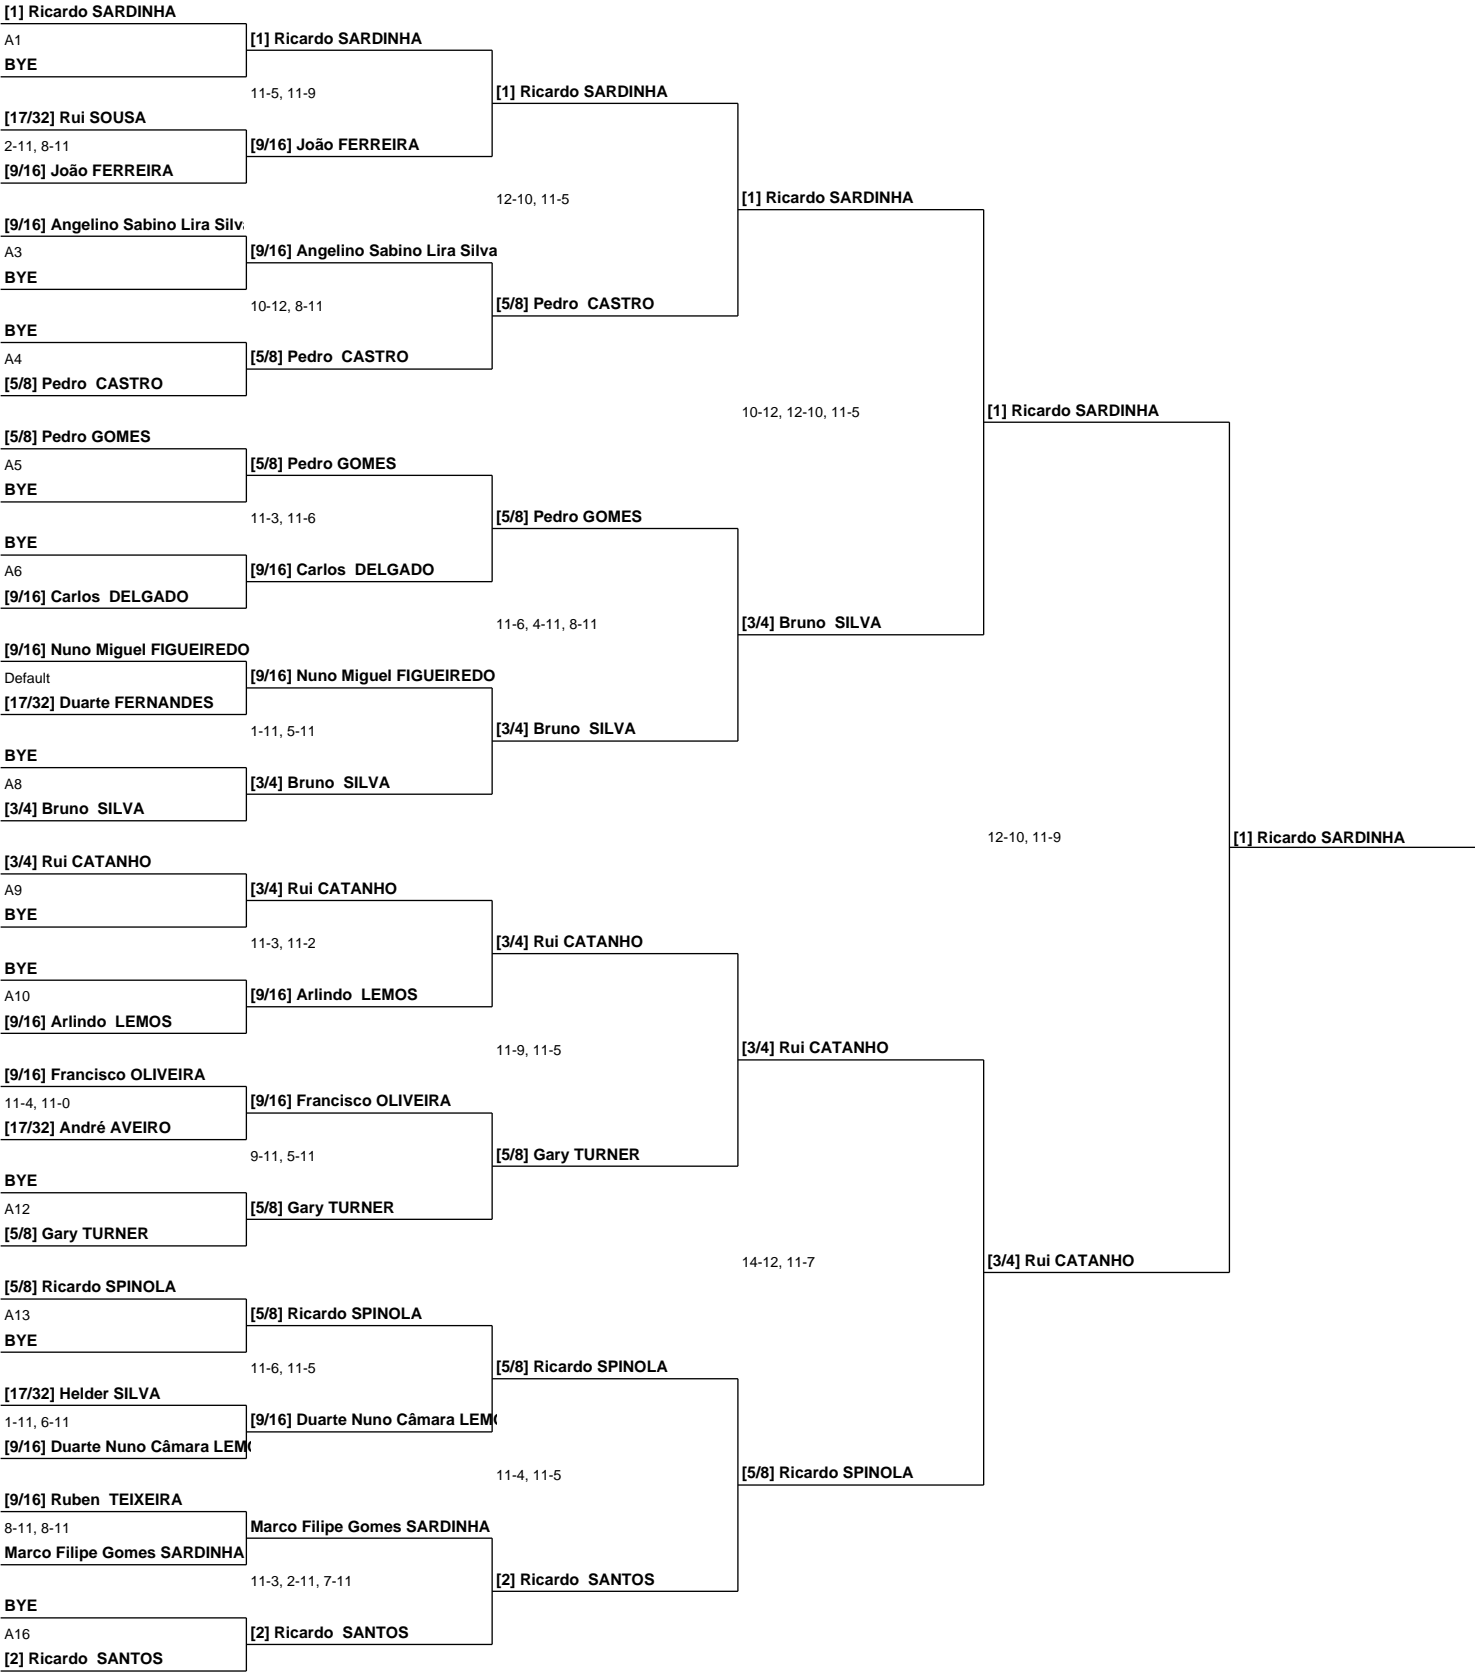 [1] Ricardo SARDINHA
A1
[1] Ricardo SARDINHA
BYE
11-5, 11-9
[1] Ricardo SARDINHA
[17/32] Rui SOUSA
2-11, 8-11
[9/16] João FERREIRA
[9/16] João FERREIRA
12-10, 11-5
[1] Ricardo SARDINHA
[9/16] Angelino Sabino Lira Silv
A3
[9/16] Angelino Sabino Lira Silva
BYE
10-12, 8-11
[5/8] Pedro CASTRO
BYE
A4
[5/8] Pedro CASTRO
[5/8] Pedro CASTRO
10-12, 12-10, 11-5
[1] Ricardo SARDINHA
[5/8] Pedro GOMES
A5
[5/8] Pedro GOMES
BYE
11-3, 11-6
[5/8] Pedro GOMES
BYE
A6
[9/16] Carlos DELGADO
[9/16] Carlos DELGADO
11-6, 4-11, 8-11
[3/4] Bruno SILVA
[9/16] Nuno Miguel FIGUEIREDO
Default
[9/16] Nuno Miguel FIGUEIREDO
[17/32] Duarte FERNANDES
1-11, 5-11
[3/4] Bruno SILVA
BYE
A8
[3/4] Bruno SILVA
[3/4] Bruno SILVA
12-10, 11-9
[1] Ricardo SARDINHA
[3/4] Rui CATANHO
A9
[3/4] Rui CATANHO
BYE
11-3, 11-2
[3/4] Rui CATANHO
BYE
A10
[9/16] Arlindo LEMOS
[9/16] Arlindo LEMOS
11-9, 11-5
[3/4] Rui CATANHO
[9/16] Francisco OLIVEIRA
11-4, 11-0
[9/16] Francisco OLIVEIRA
[17/32] André AVEIRO
9-11, 5-11
[5/8] Gary TURNER
BYE
A12
[5/8] Gary TURNER
[5/8] Gary TURNER
14-12, 11-7
[3/4] Rui CATANHO
[5/8] Ricardo SPINOLA
A13
[5/8] Ricardo SPINOLA
BYE
11-6, 11-5
[5/8] Ricardo SPINOLA
[17/32] Helder SILVA
1-11, 6-11
[9/16] Duarte Nuno Câmara LEM
[9/16] Duarte Nuno Câmara LEM
11-4, 11-5
[5/8] Ricardo SPINOLA
[9/16] Ruben TEIXEIRA
8-11, 8-11
Marco Filipe Gomes SARDINHA
Marco Filipe Gomes SARDINHA
11-3, 2-11, 7-11
[2] Ricardo SANTOS
BYE
A16
[2] Ricardo SANTOS
[2] Ricardo SANTOS